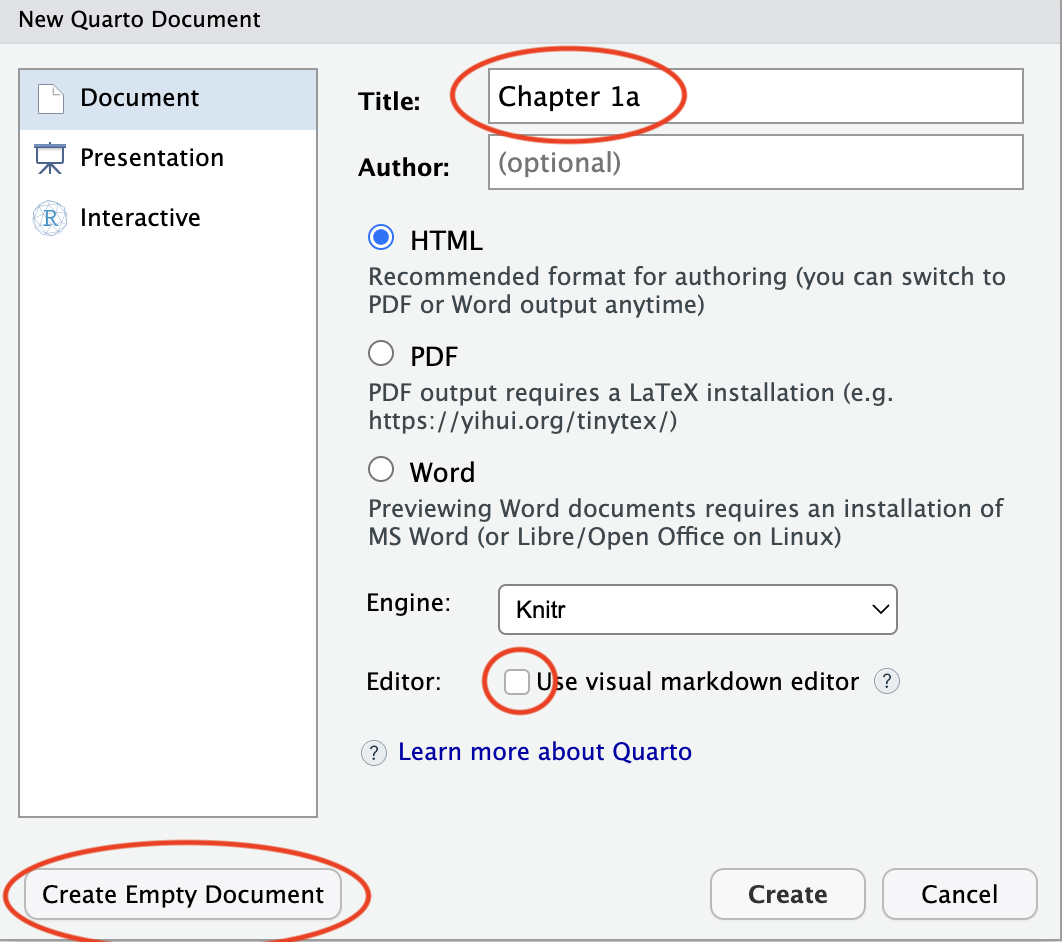 New Quarto Document
Document
Presentation
R
Interactive
Title:
Chapter 1a
Author:
(optional)
HTML
Recommended format for authoring (you can switch to
PDF or Word output anytime)
PDF
PDF output requires a LaTeX installation (e.g.
https://yihui.org/tinytex/)
Word
Previewing Word documents requires an installation of
MS Word (or Libre/Open Office on Linux)
Engine:
Knitr
Editor:
Use visual markdown editor
?
?
Learn more about Quarto
Create Empty Document
Create
Cancel